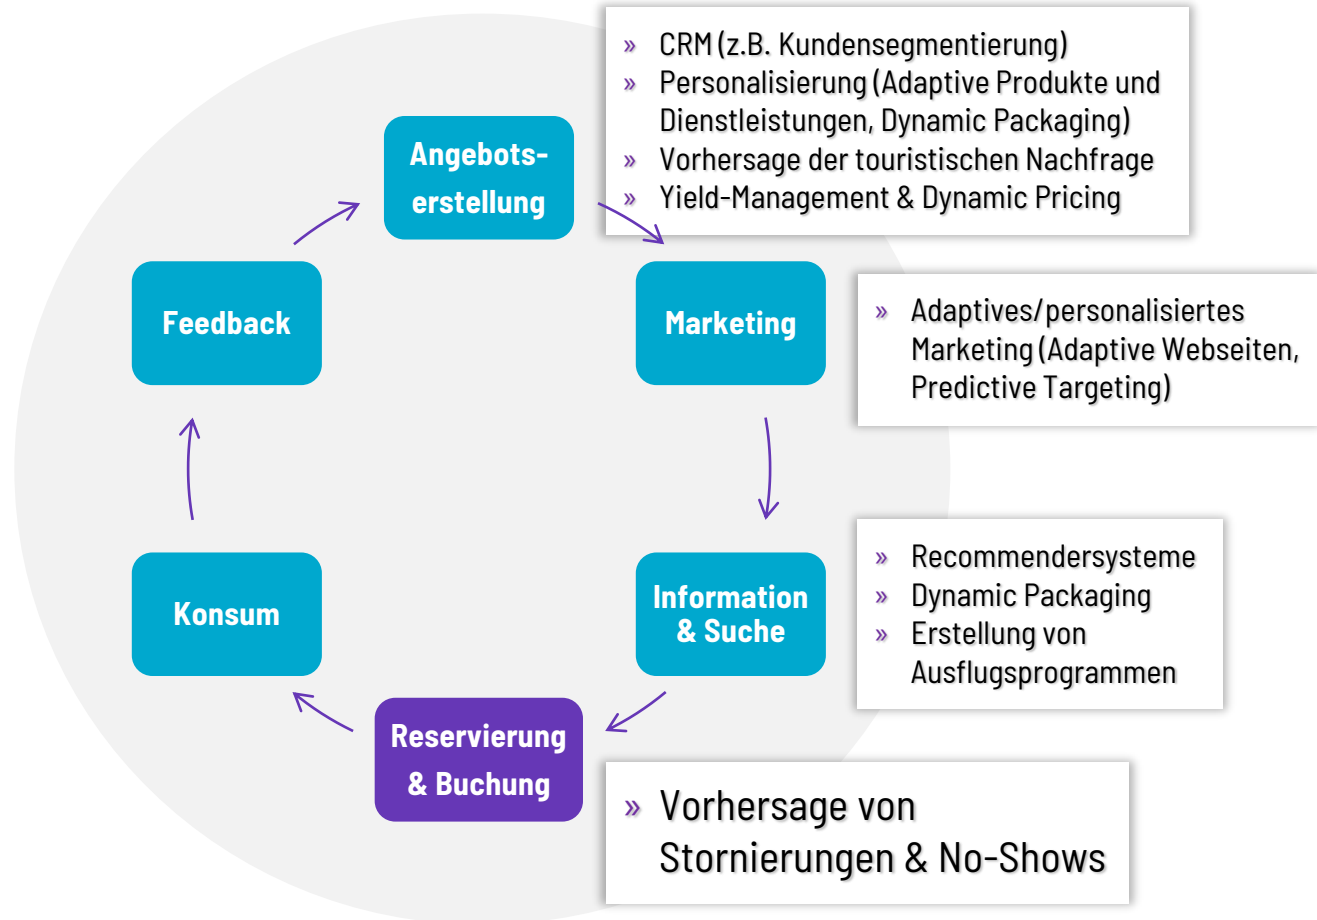 Angebots-
erstellung
» CRM (z.B. Kundensegmentierung)
» Personalisierung (Adaptive Produkte und
Dienstleistungen, Dynamic Packaging)
» Vorhersage der touristischen Nachfrage
» Yield-Management & Dynamic Pricing
Marketing
» Adaptives/personalisiertes
Marketing (Adaptive Webseiten,
Predictive Targeting)
Information
& Suche
» Recommendersysteme
» Dynamic Packaging
» Erstellung von
Ausflugsprogrammen
Reservierung
& Buchung
» Vorhersage von
Stornierungen & No-Shows
Konsum
Feedback